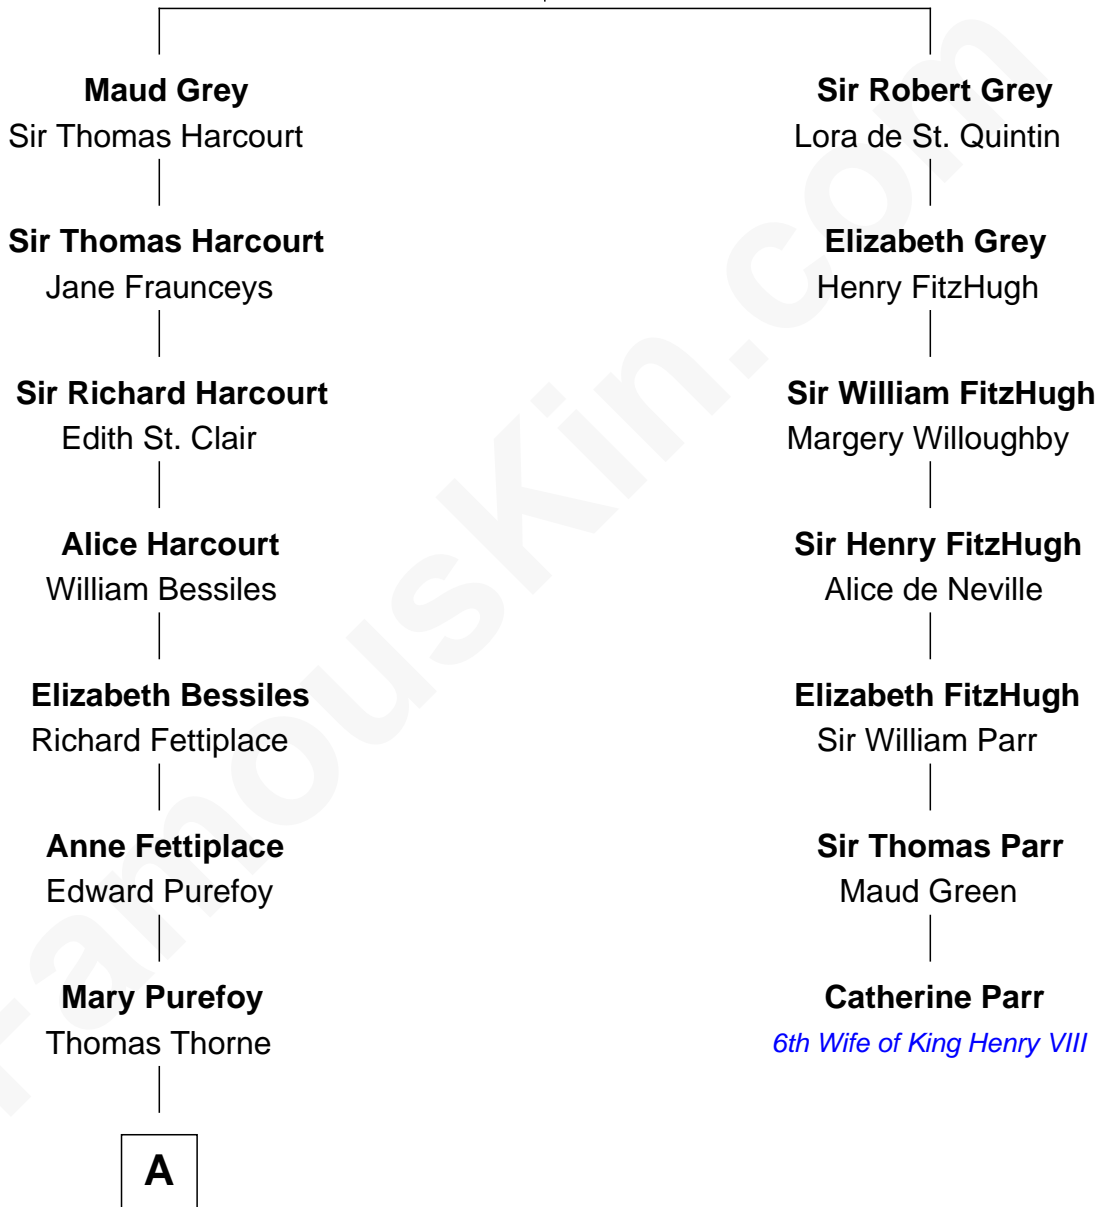 Maud Grey
Sir Thomas Harcourt
Sir Robert Grey
Lora de St. Quintin
Sir Thomas Harcourt
Jane Fraunceys
Elizabeth Grey
Henry FitzHugh
Sir Richard Harcourt
Edith St. Clair
Sir William FitzHugh
Margery Willoughby
Alice Harcourt
William Bessiles
Sir Henry FitzHugh
Alice de Neville
Elizabeth Bessiles
Richard Fettiplace
Elizabeth FitzHugh
Sir William Parr
Anne Fettiplace
Edward Purefoy
Sir Thomas Parr
Maud Green
Mary Purefoy
Thomas Thorne
Catherine Parr
6th Wife of King Henry VIII
A
FamousKin.com